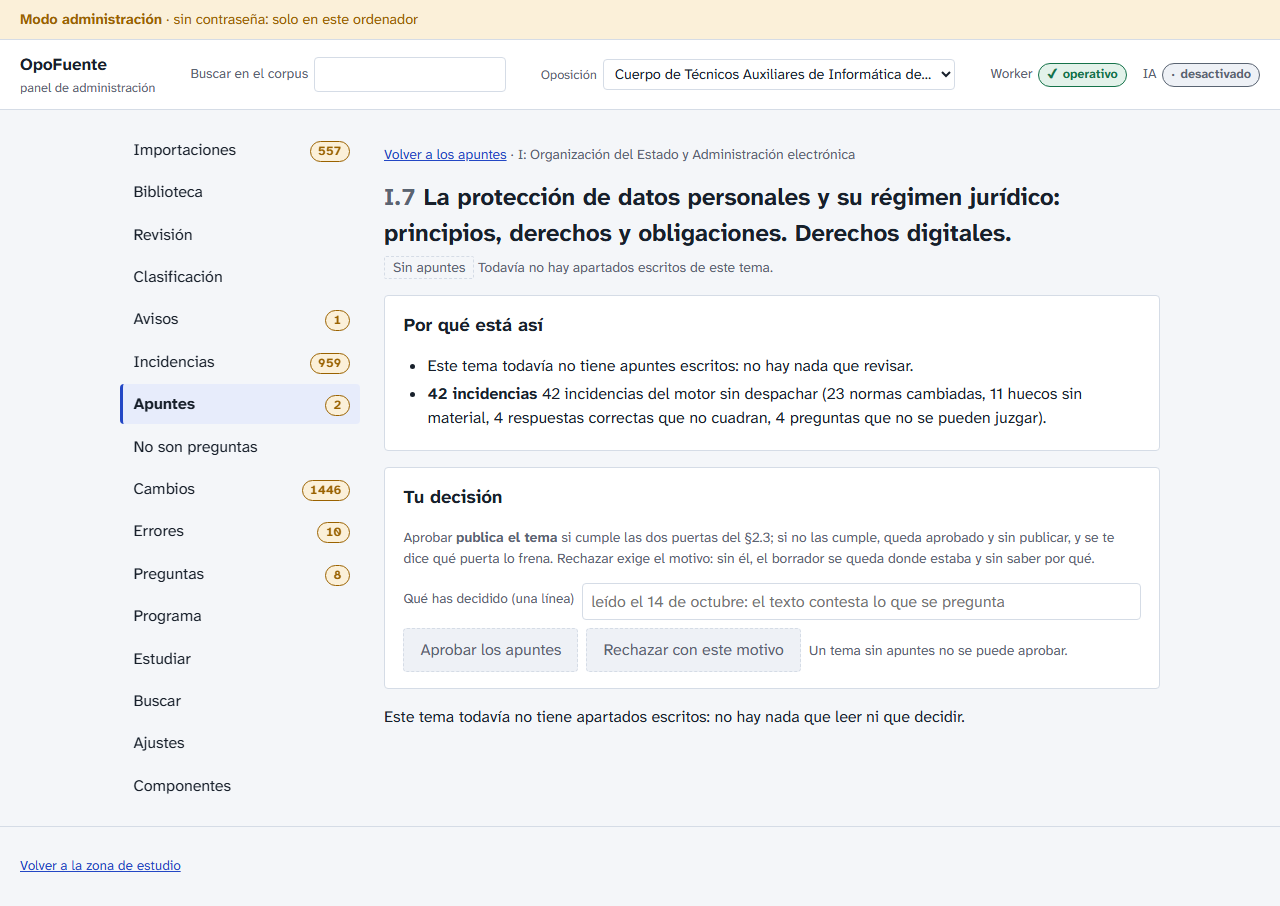 Modo administración · sin contraseña: solo en este ordenador
OpoFuente
panel de administración
Buscar en el corpus
Oposición
Cuerpo de Técnicos Auxiliares de Informática de...
Worker
✓ operativo
IA
· desactivado
Importaciones 557
Biblioteca
Revisión
Clasificación
Avisos 1
Incidencias 959
Apuntes 2
No son preguntas
Cambios 1446
Errores 10
Preguntas 8
Programa
Estudiar
Buscar
Ajustes
Componentes
Volver a los apuntes · I: Organización del Estado y Administración electrónica
I.7 La protección de datos personales y su régimen jurídico:
principios, derechos y obligaciones. Derechos digitales.
Sin apuntes Todavía no hay apartados escritos de este tema.
Por qué está así
• Este tema todavía no tiene apuntes escritos: no hay nada que revisar.
• 42 incidencias 42 incidencias del motor sin despachar (23 normas cambiadas, 11 huecos sin
material, 4 respuestas correctas que no cuadran, 4 preguntas que no se pueden juzgar).
Tu decisión
Aprobar publica el tema si cumple las dos puertas del §2.3; si no las cumple, queda aprobado y sin publicar, y se te
dice qué puerta lo frena. Rechazar exige el motivo: sin él, el borrador se queda donde estaba y sin saber por qué.
Qué has decidido (una línea) leído el 14 de octubre: el texto contesta lo que se pregunta
Aprobar los apuntes Rechazar con este motivo Un tema sin apuntes no se puede aprobar.
Este tema todavía no tiene apartados escritos: no hay nada que leer ni que decidir.
Volver a la zona de estudio